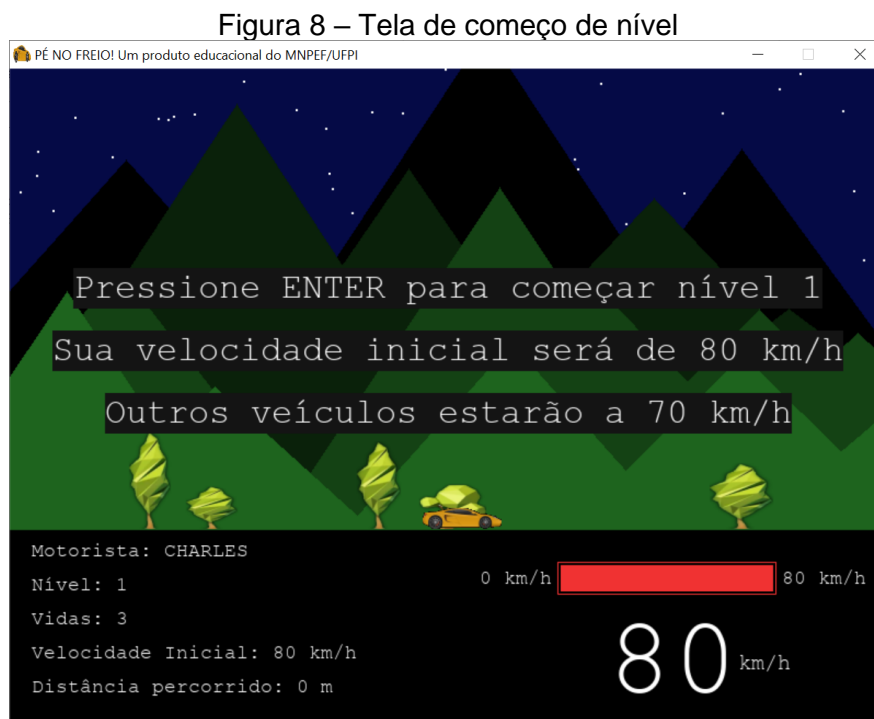 Figura 8 – Tela de começo de nível
PÉ NO FREIO! Um produto educacional do MNPEF/UFPI
Pressione ENTER para começar nível 1
Sua velocidade inicial será de 80 km/h
Outros veículos estarão a 70 km/h
Motorista: CHARLES
Nível: 1
Vidas: 3
Velocidade Inicial: 80 km/h
Distância percorrido: 0 m
0 km/h 80 km/h
80 km/h